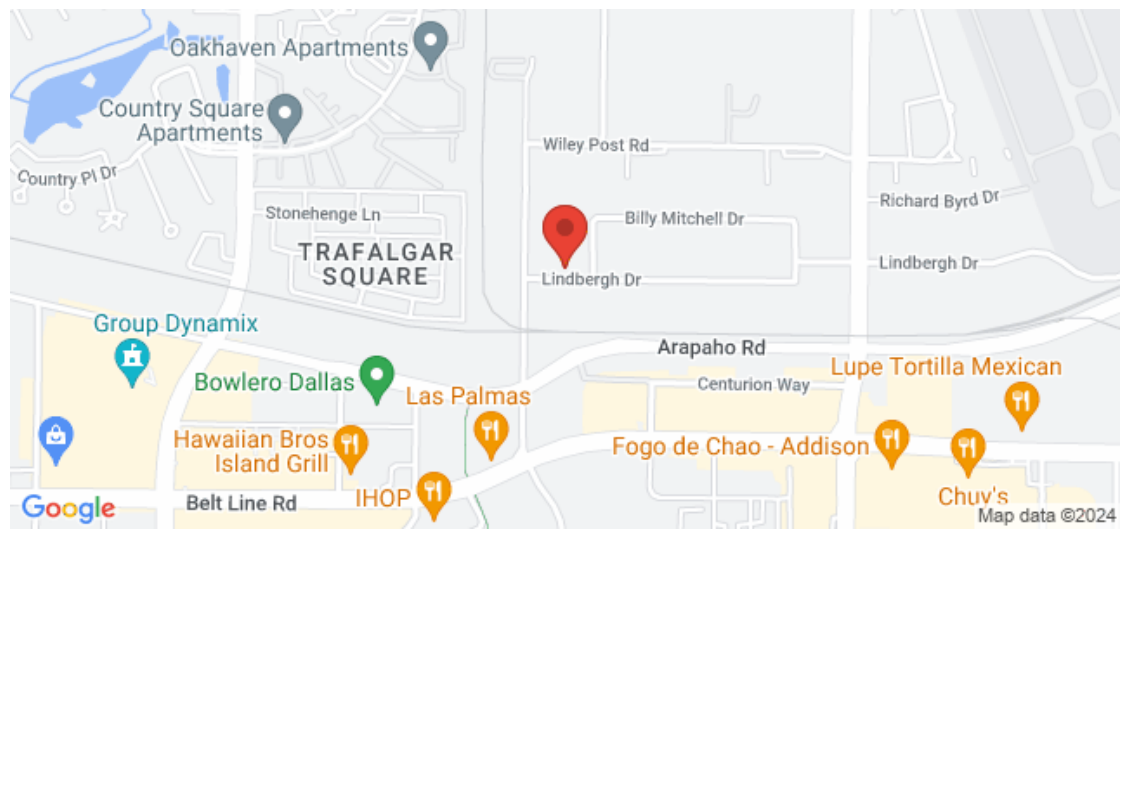 Oakhaven Apartments
Country Square
Apartments
Wiley Post Rd
Country Pl Dr
Richard Byrd Dr
Stonehenge Ln
Billy Mitchell Dr
TRAFALGAR
SQUARE
Lindbergh Dr
Lindbergh Dr
Group Dynamix
Arapaho Rd
Lupe Tortilla Mexican
Bowlero Dallas
Centurion Way
Las Palmas
Hawaiian Bros
Island Grill
Fogo de Chao - Addison
IHOP
Chuy's
Belt Line Rd
Google
Map data ©2024